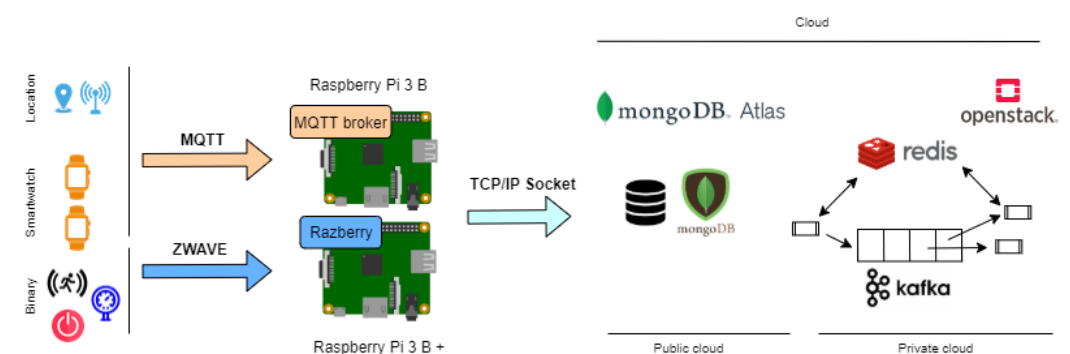 Cloud
Location
Smartwatch
Binary
MQTT
ZWAVE
Raspberry Pi 3 B
MQTT broker
Razberry
Raspberry Pi 3 B +
TCP/IP Socket
mongoDB. Atlas
mongoDB
openstack.
redis
kafka
Public cloud
Private cloud